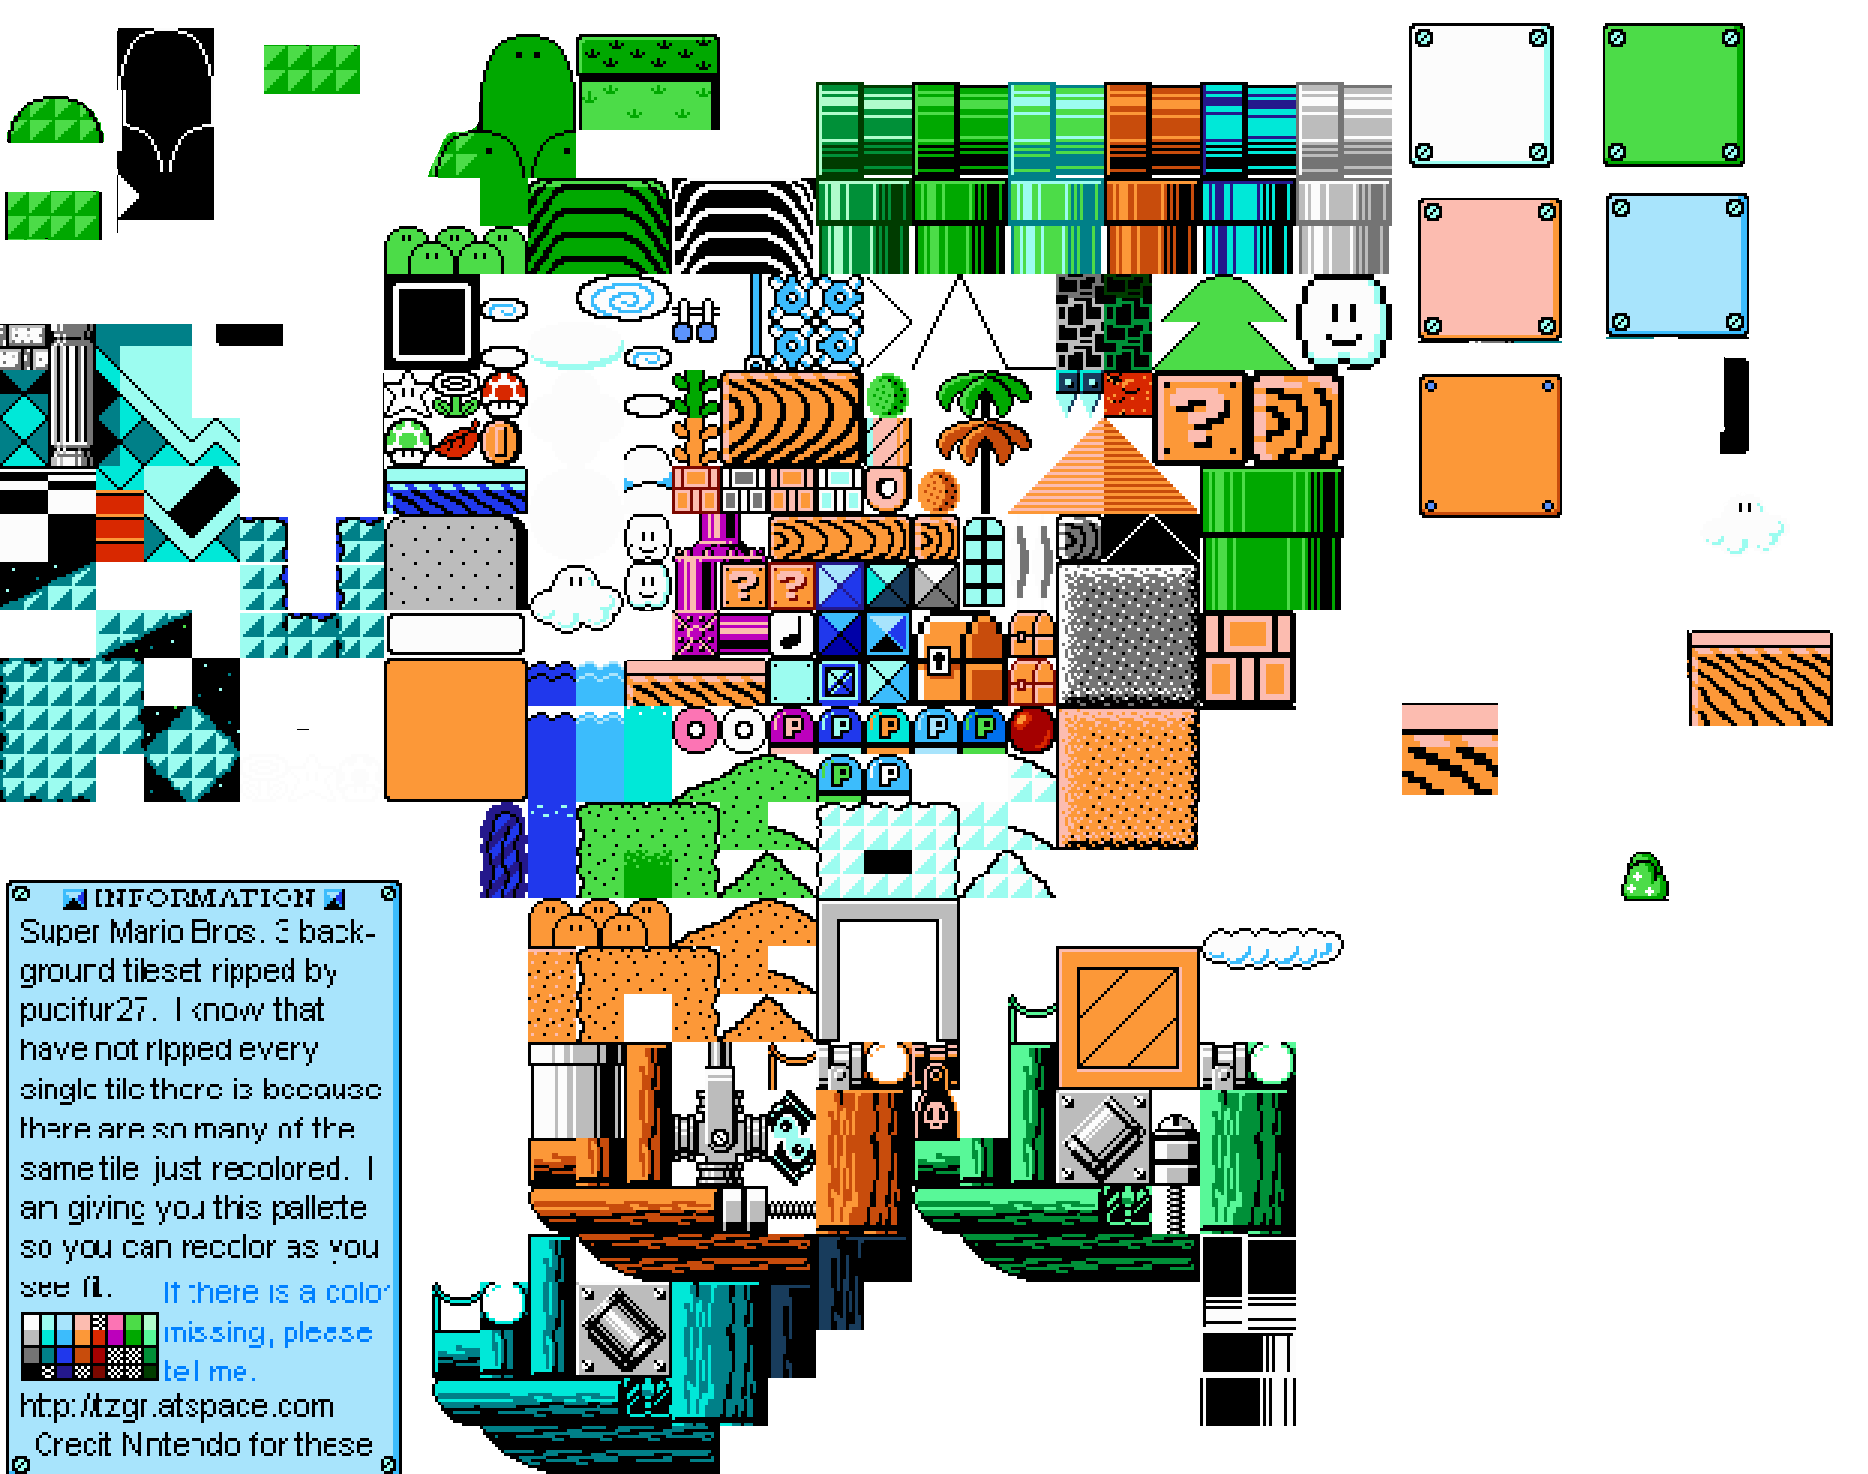 INFORMATION
Super Mario Bros. 3 back-
ground tileset ripped by
pucifur27. I know that
have not ripped every
single tile there is because
there are so many of the
same tile just recolored. I
am giving you this pallette
so you can recolor as you
see fit.
If there is a color
missing, please
tell me.
http://tzgr.atspace.com
Credit Nintendo for these
?
?
?
P P P P P
P P